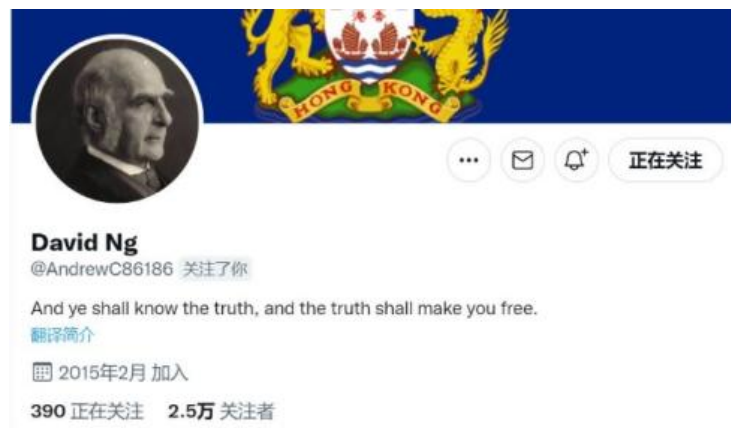 HONG KONG
正在关注
David Ng
@AndrewC86186 关注了你
And ye shall know the truth, and the truth shall make you free.
翻译简介
2015年2月 加入
390 正在关注 2.5万 关注者